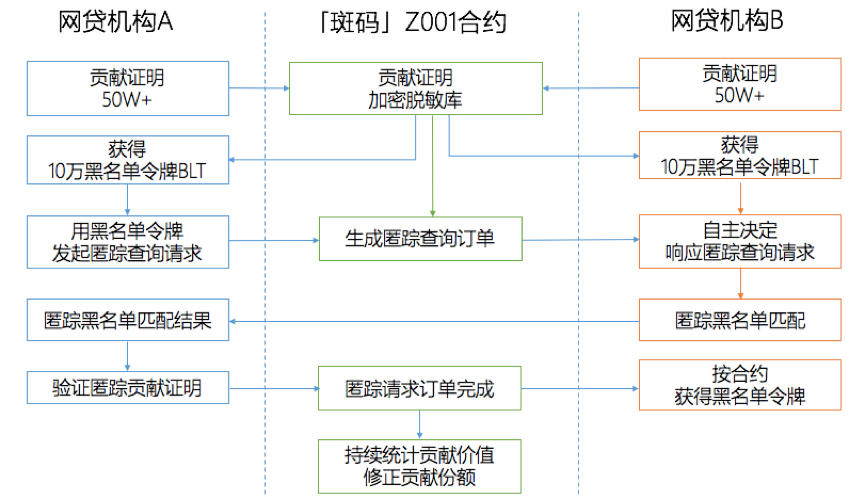 网贷机构A
「斑码」Z001合约
网贷机构B
贡献证明
50W+
贡献证明
加密脱敏库
贡献证明
50W+
获得
10万黑名单令牌BLT
获得
10万黑名单令牌BLT
用黑名单令牌
发起匿踪查询请求
生成匿踪查询订单
自主决定
响应匿踪查询请求
匿踪黑名单匹配结果
匿踪黑名单匹配
验证匿踪贡献证明
匿踪请求订单完成
按合约
获得黑名单令牌
持续统计贡献价值
修正贡献份额